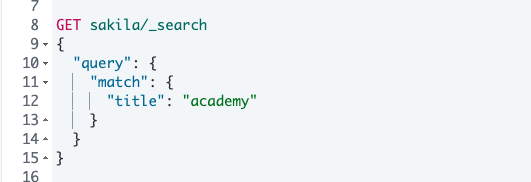 7
8 GET sakila/_search
9 {
10 "query": {
11 "match": {
12 "title": "academy"
13 }
14 }
15 }
16